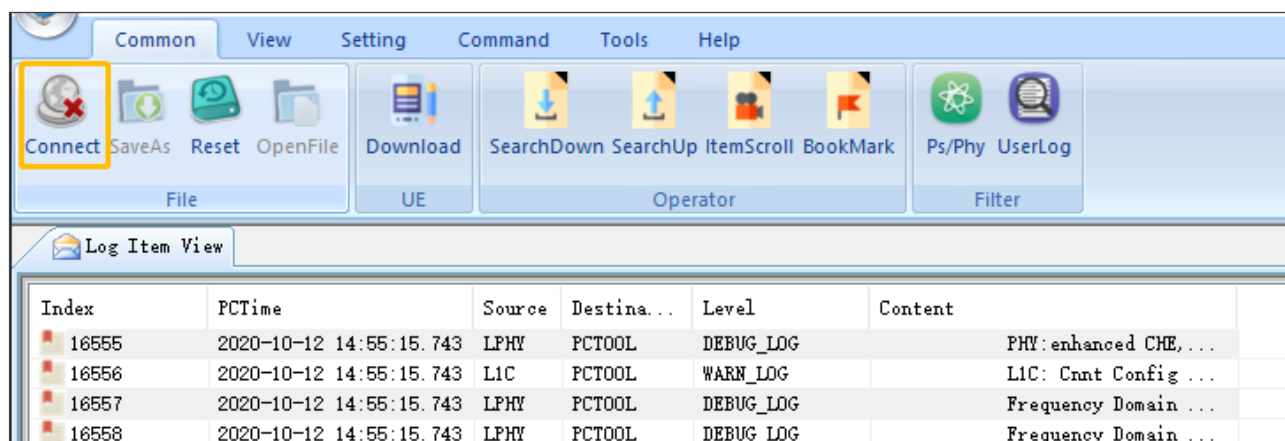 Common View Setting Command Tools Help
Connect SaveAs Reset OpenFile Download SearchDown SearchUp ItemScroll BookMark Ps/Phy UserLog
File UE Operator Filter
Log Item View
Index PCTime Source Destina... Level Content
16555 2020-10-12 14:55:15.743 LPHY PCTOOL DEBUG_LOG PHY:enhanced CHE,...
16556 2020-10-12 14:55:15.743 L1C PCTOOL WARN_LOG L1C: Cnnt Config ...
16557 2020-10-12 14:55:15.743 LPHY PCTOOL DEBUG_LOG Frequency Domain ...
16558 2020-10-12 14:55:15.743 LPHY PCTOOL DEBUG_LOG Frequency Domain ...